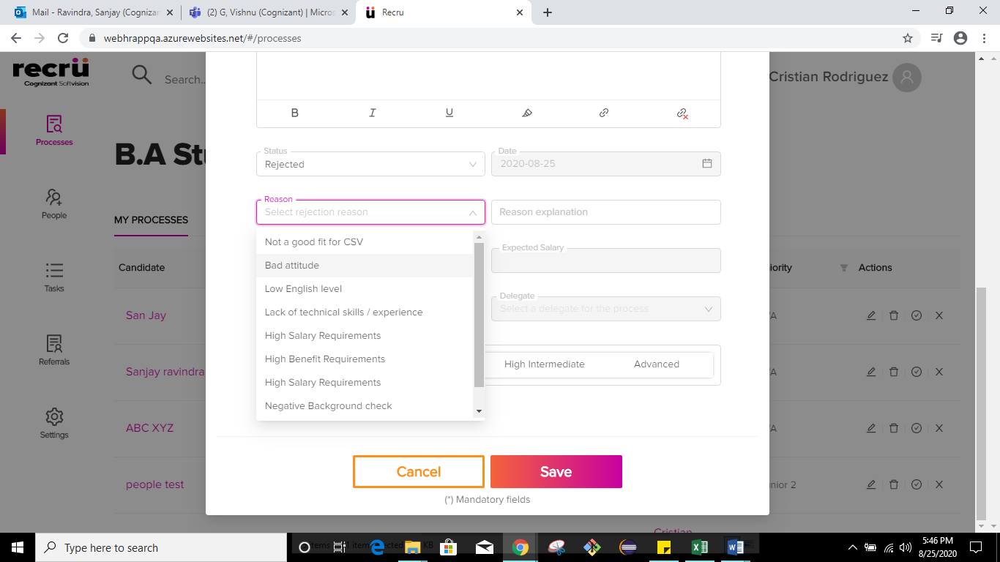 Mail - Ravindra, Sanjay (Cognizan
(2) G, Vishnu (Cognizant) | Micros
Recru
webhrappqa.azurewebsites.net/#/processes
recrü
Cognizant Softvision
Search...
Cristian Rodriguez
B I U
Processes
B.A Stu
Status
Rejected
Date
2020-08-25
People
Reason
Select rejection reason
Reason explanation
MY PROCESSES
Not a good fit for CSV
Bad attitude
Low English level
Lack of technical skills / experience
High Salary Requirements
High Benefit Requirements
High Salary Requirements
Negative Background check
Expected Salary
Delegate
Select a delegate for the process
High Intermediate
Advanced
Candidate
iority
Actions
Tasks
San Jay
/A
Referrals
Sanjay ravindra
/A
Settings
ABC XYZ
/A
people test
unior 2
Cancel
Save
(*) Mandatory fields
Cristian
Type here to search
5:46 PM
8/25/2020